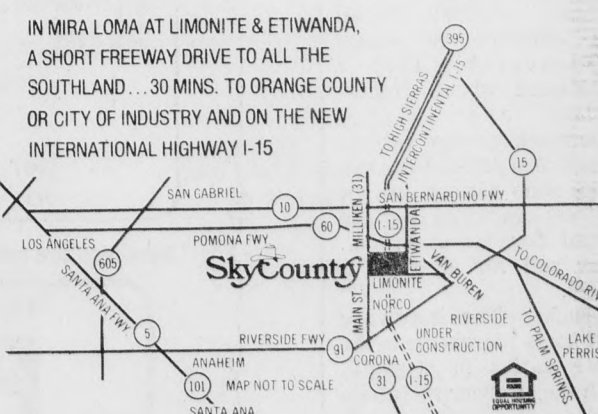 IN MIRA LOMA AT LIMONITE & ETIWANDA,
A SHORT FREEWAY DRIVE TO ALL THE
SOUTHLAND...30 MINS. TO ORANGE COUNTY
OR CITY OF INDUSTRY AND ON THE NEW
INTERNATIONAL HIGHWAY I-15
395
TO HIGH SIERRAS
INTERCONTINENTAL I-15
15
SAN GABRIEL
10
SAN BERNARDINO FWY.
MILLIKEN (31)
I-15
ETIWANDA
60
POMONA FWY
LOS ANGELES
605
SkyCountry
VAN BUREN
TO COLORADO RIV
LIMONITE
SANTA ANA FWY.
MAIN ST.
NORCO
RIVERSIDE
TO PALM SPRINGS
LAKE
PERRIS
5
RIVERSIDE FWY
91
UNDER
CONSTRUCTION
ANAHEIM
CORONA
101
MAP NOT TO SCALE
31
I-15
SANTA ANA
EQUAL HOUSING
OPPORTUNITY